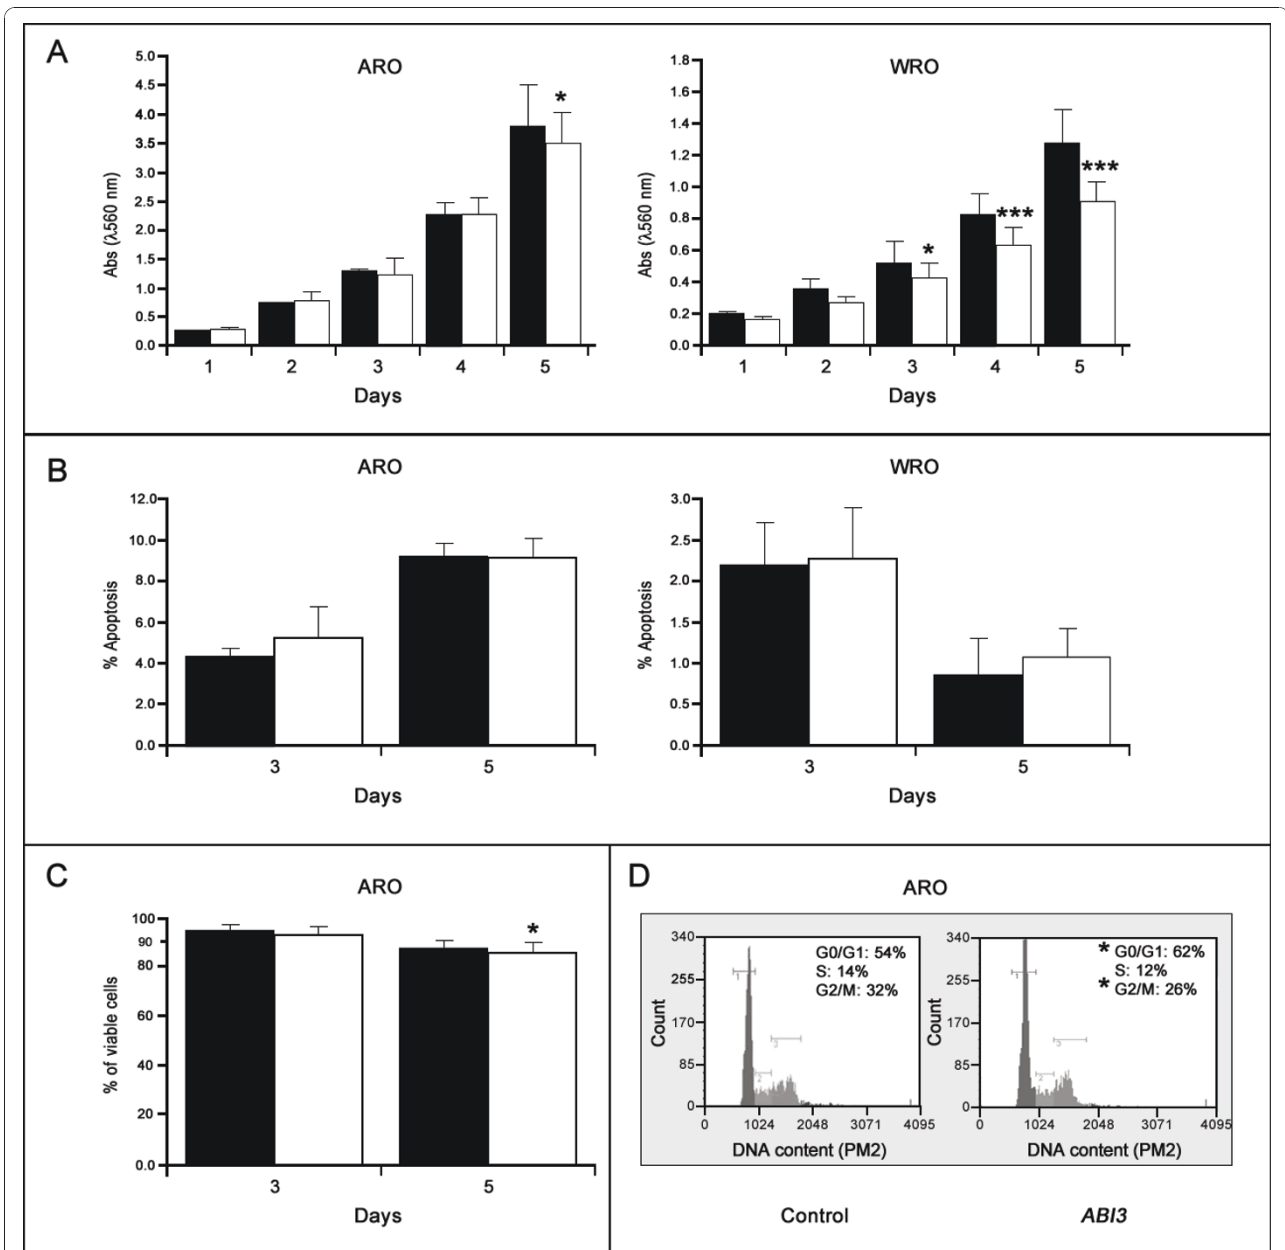 A
ARO
5.0
4.5
4.0
3.5
3.0
2.5
2.0
1.5
1.0
0.5
0.0
Abs (λ560 nm)
*
1 2 3 4 5
Days
WRO
1.8
1.6
1.4
1.2
1.0
0.8
0.6
0.4
0.2
0.0
Abs (λ560 nm)
* *** ***
1 2 3 4 5
Days
B
ARO
12.0
10.0
8.0
6.0
4.0
2.0
0.0
% Apoptosis
3 5
Days
WRO
3.0
2.5
2.0
1.5
1.0
0.5
0.0
% Apoptosis
3 5
Days
C
ARO
100
90
80
60
40
20
0.0
% of viable cells
*
3 5
Days
D
ARO
340
255
170
85
0
Count
G0/G1: 54%
S: 14%
G2/M: 32%
1
2
3
0 1024 2048 3071 4095
DNA content (PM2)
Control
340
255
170
85
0
Count
* G0/G1: 62%
S: 12%
* G2/M: 26%
1
2
3
0 1024 2048 3071 4095
DNA content (PM2)
ABI3